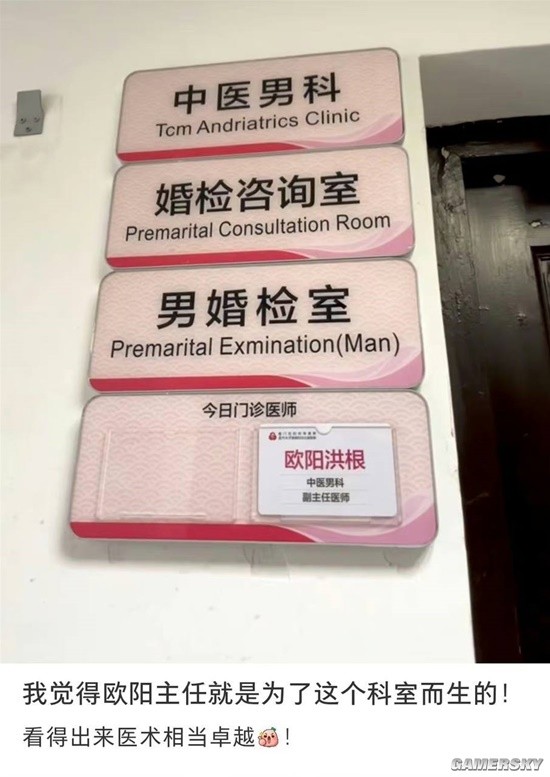 中医男科
Tcm Andriatrics Clinic
婚检咨询室
Premarital Consultation Room
男婚检室
Premarital Exmination(Man)
今日门诊医师
欧阳洪根
中医男科
副主任医师
我觉得欧阳主任就是为了这个科室而生的！
看得出来医术相当卓越！
GAMERSKY